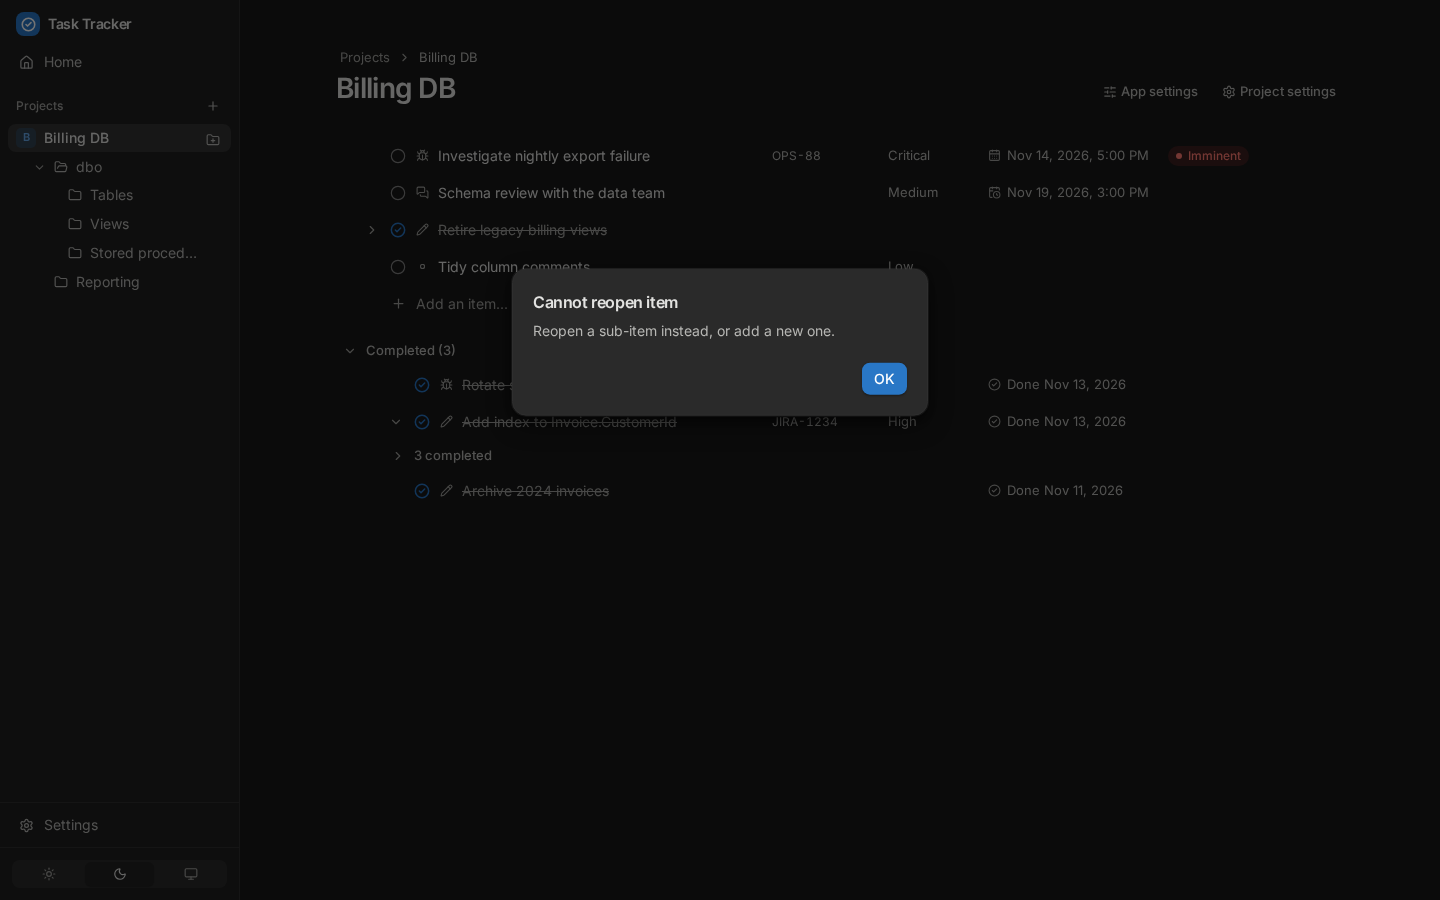 Task Tracker
Home
Projects
B Billing DB
dbo
Tables
Views
Stored proced...
Reporting
Settings
Projects > Billing DB
Billing DB
App settings
Project settings
Investigate nightly export failure OPS-88 Critical Nov 14, 2026, 5:00 PM Imminent
Schema review with the data team Medium Nov 19, 2026, 3:00 PM
Retire legacy billing views
Tidy column comments Low
Add an item...
Cannot reopen item
Reopen a sub-item instead, or add a new one.
OK
Completed (3)
Rotate Done Nov 13, 2026
Add index to Invoice.CustomerId JIRA-1234 High Done Nov 13, 2026
3 completed
Archive 2024 invoices Done Nov 11, 2026